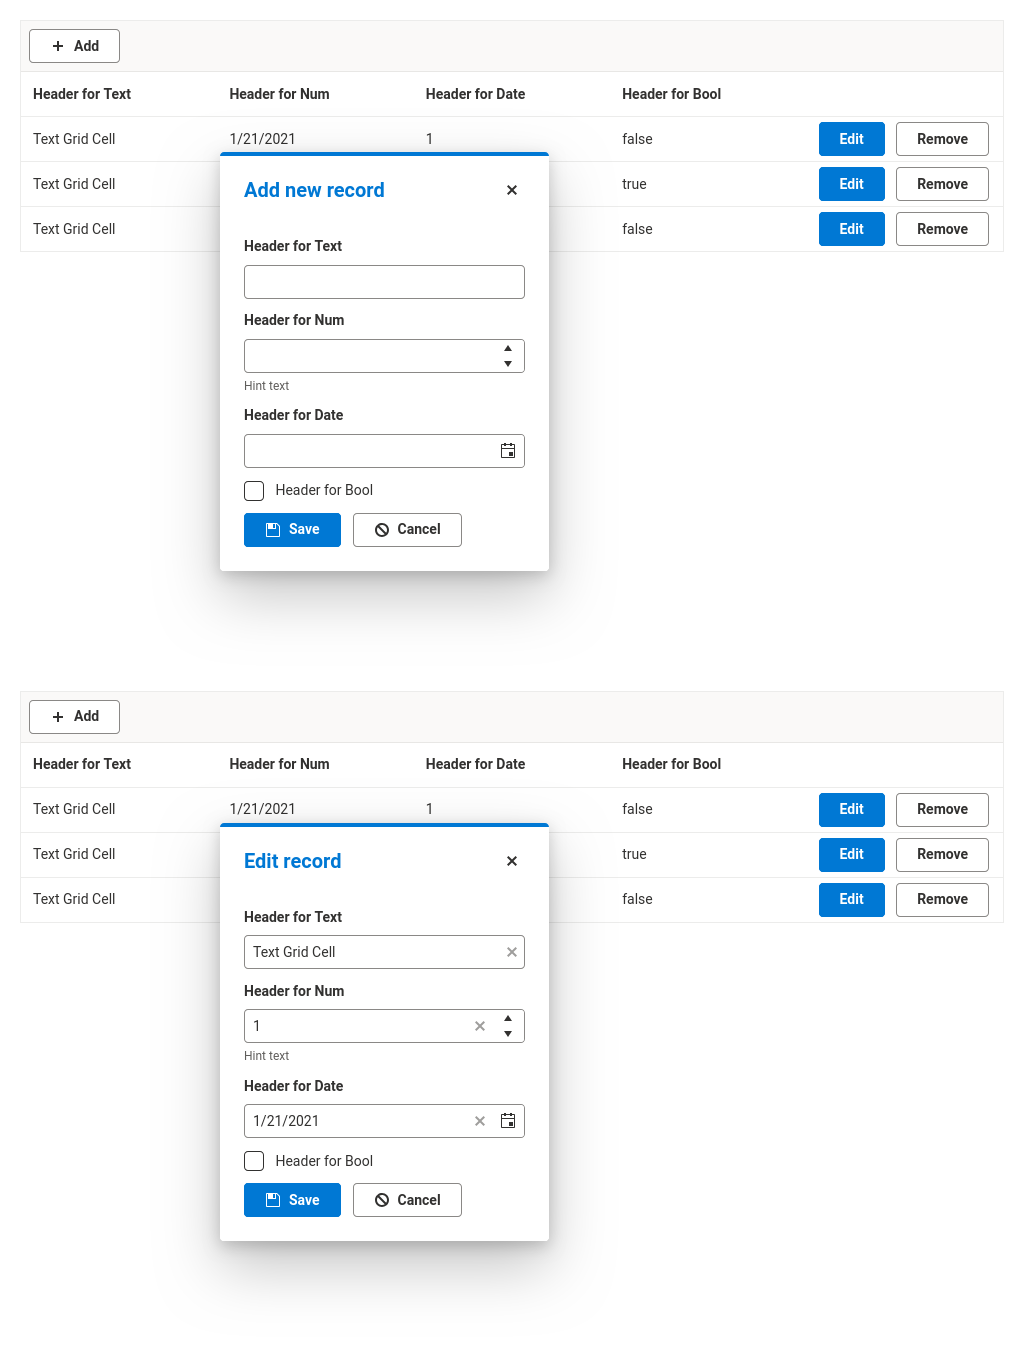 Add
Header for Text Header for Num Header for Date Header for Bool
Text Grid Cell 1/21/2021 1 false Edit Remove
Text Grid Cell true Edit Remove
Text Grid Cell false Edit Remove
Add new record
Header for Text
Header for Num
Hint text
Header for Date
Header for Bool
Save Cancel
Add
Header for Text Header for Num Header for Date Header for Bool
Text Grid Cell 1/21/2021 1 false Edit Remove
Text Grid Cell true Edit Remove
Text Grid Cell false Edit Remove
Edit record
Header for Text
Text Grid Cell
Header for Num
1
Hint text
Header for Date
1/21/2021
Header for Bool
Save Cancel